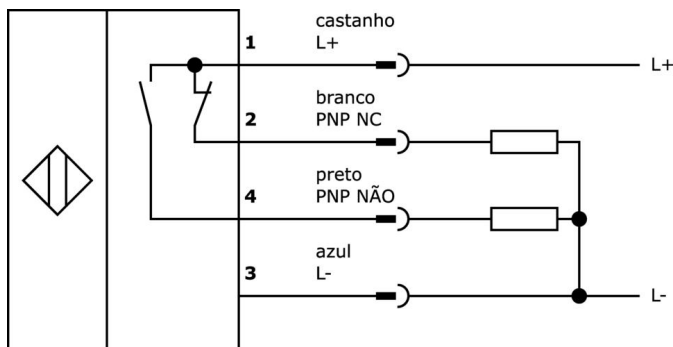 castanho
1 L+
L+
branco
2 PNP NC
preto
4 PNP NÃO
azul
3 L-
L-